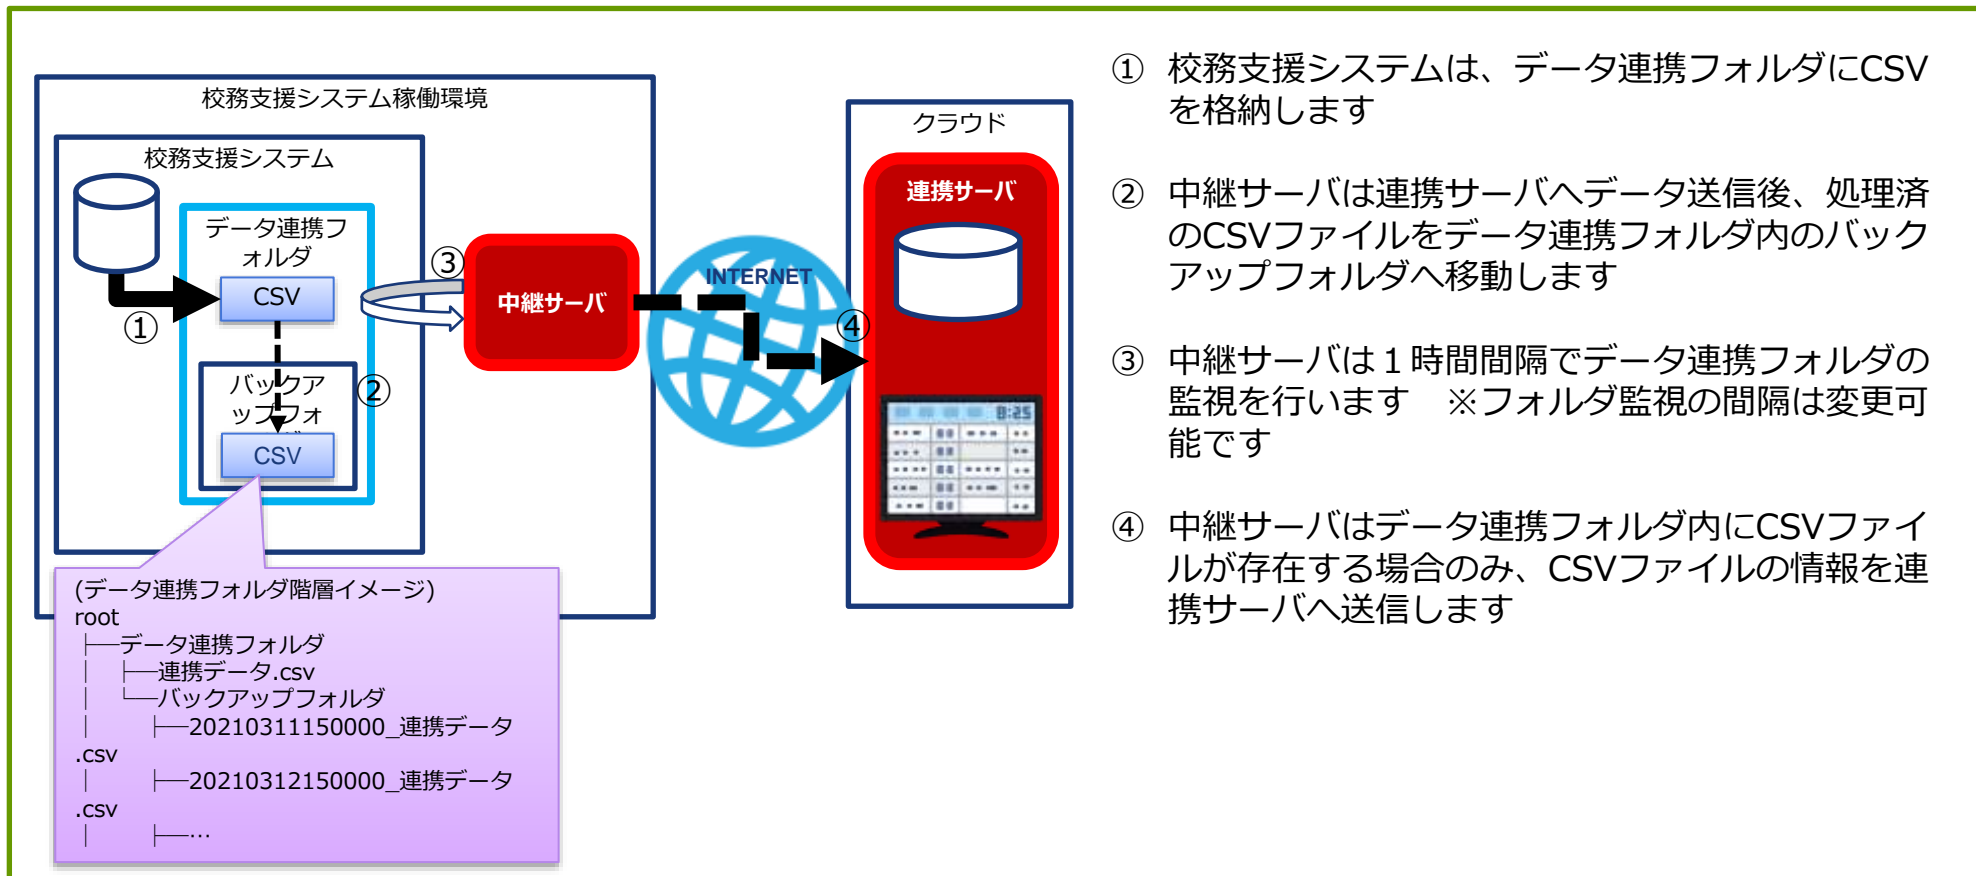 校務支援システム稼働環境
校務支援システム
データ連携フ
ォルダ
CSV
①
バックア
ップフォ
CSV
②
③
中継サーバ
INTERNET
④
クラウド
連携サーバ
8:25
(データ連携フォルダ階層イメージ)
root
├─データ連携フォルダ
│ ├─連携データ.csv
│ └─バックアップフォルダ
│ ├─20210311150000_連携データ
.csv
│ ├─20210312150000_連携データ
.csv
│ ├─…
① 校務支援システムは、データ連携フォルダにCSV
を格納します
② 中継サーバは連携サーバへデータ送信後、処理済
のCSVファイルをデータ連携フォルダ内のバック
アップフォルダへ移動します
③ 中継サーバは１時間間隔でデータ連携フォルダの
監視を行います　※フォルダ監視の間隔は変更可
能です
④ 中継サーバはデータ連携フォルダ内にCSVファイ
ルが存在する場合のみ、CSVファイルの情報を連
携サーバへ送信します